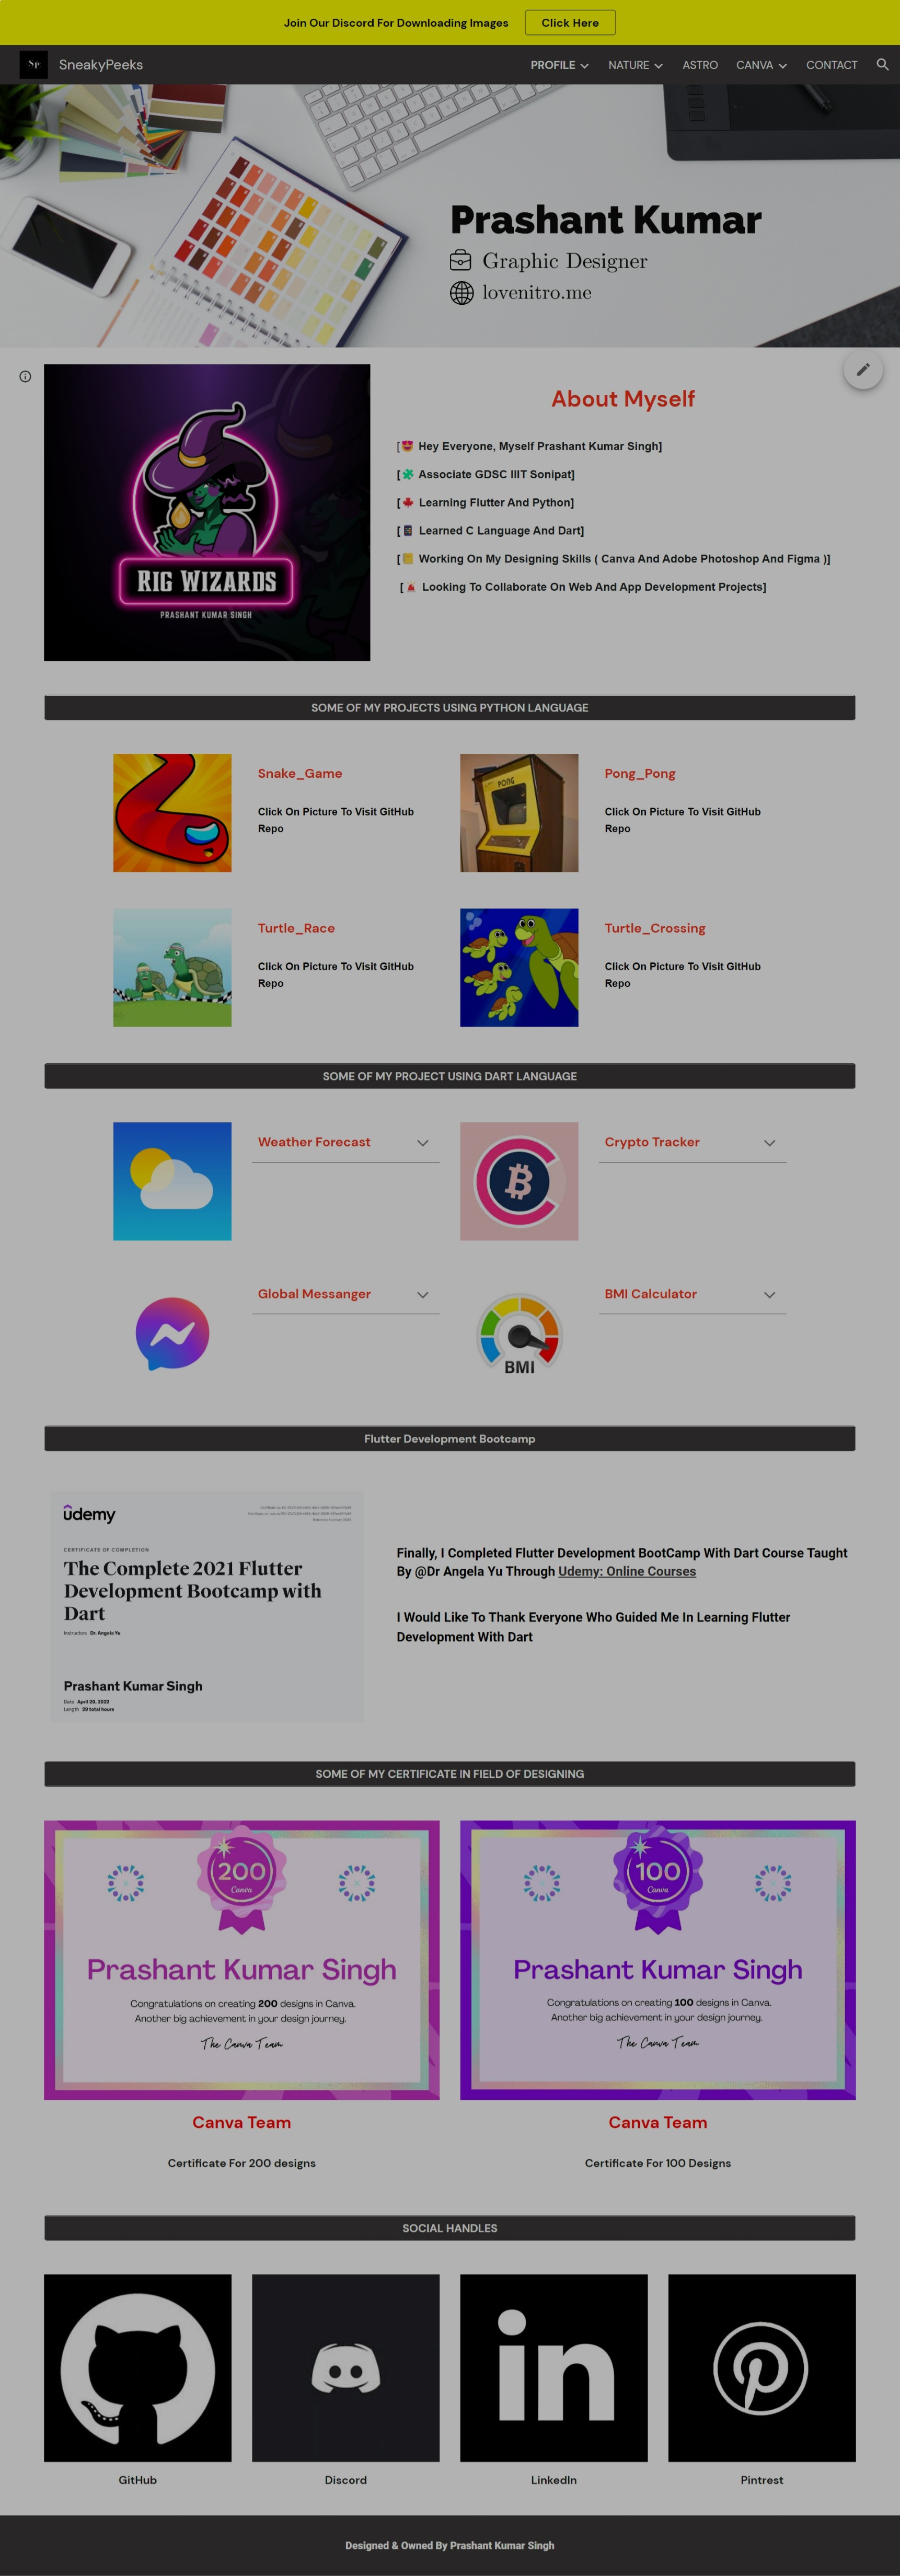 Join Our Discord For Downloading Images
Click Here
Sp
SneakyPeeks
PROFILE
NATURE
ASTRO
CANVA
CONTACT
Prashant Kumar
Graphic Designer
lovenitro.me
RIG WIZARDS
PRASHANT KUMAR SINGH
About Myself
[😍 Hey Everyone, Myself Prashant Kumar Singh]
[🧩 Associate GDSC IIIT Sonipat]
[🍁 Learning Flutter And Python]
[📱 Learned C Language And Dart]
[📒 Working On My Designing Skills ( Canva And Adobe Photoshop And Figma )]
[🚨 Looking To Collaborate On Web And App Development Projects]
SOME OF MY PROJECTS USING PYTHON LANGUAGE
Snake_Game
Click On Picture To Visit GitHub
Repo
PONG
Pong_Pong
Click On Picture To Visit GitHub
Repo
Turtle_Race
Click On Picture To Visit GitHub
Repo
Turtle_Crossing
Click On Picture To Visit GitHub
Repo
SOME OF MY PROJECT USING DART LANGUAGE
Weather Forecast
Crypto Tracker
Global Messanger
BMI
BMI Calculator
Flutter Development Bootcamp
udemy
CERTIFICATE OF COMPLETION
The Complete 2021 Flutter
Development Bootcamp with
Dart
Instructors Dr. Angela Yu
Prashant Kumar Singh
Date April 20, 2022
Length 29 total hours
Finally, I Completed Flutter Development BootCamp With Dart Course Taught
By @Dr Angela Yu Through Udemy: Online Courses
I Would Like To Thank Everyone Who Guided Me In Learning Flutter
Development With Dart
SOME OF MY CERTIFICATE IN FIELD OF DESIGNING
200
Canva
Prashant Kumar Singh
Congratulations on creating 200 designs in Canva.
Another big achievement in your design journey.
The Canva Team
100
Canva
Prashant Kumar Singh
Congratulations on creating 100 designs in Canva.
Another big achievement in your design journey.
The Canva Team
Canva Team
Certificate For 200 designs
Canva Team
Certificate For 100 Designs
SOCIAL HANDLES
in
GitHub
Discord
LinkedIn
Pintrest
Designed & Owned By Prashant Kumar Singh